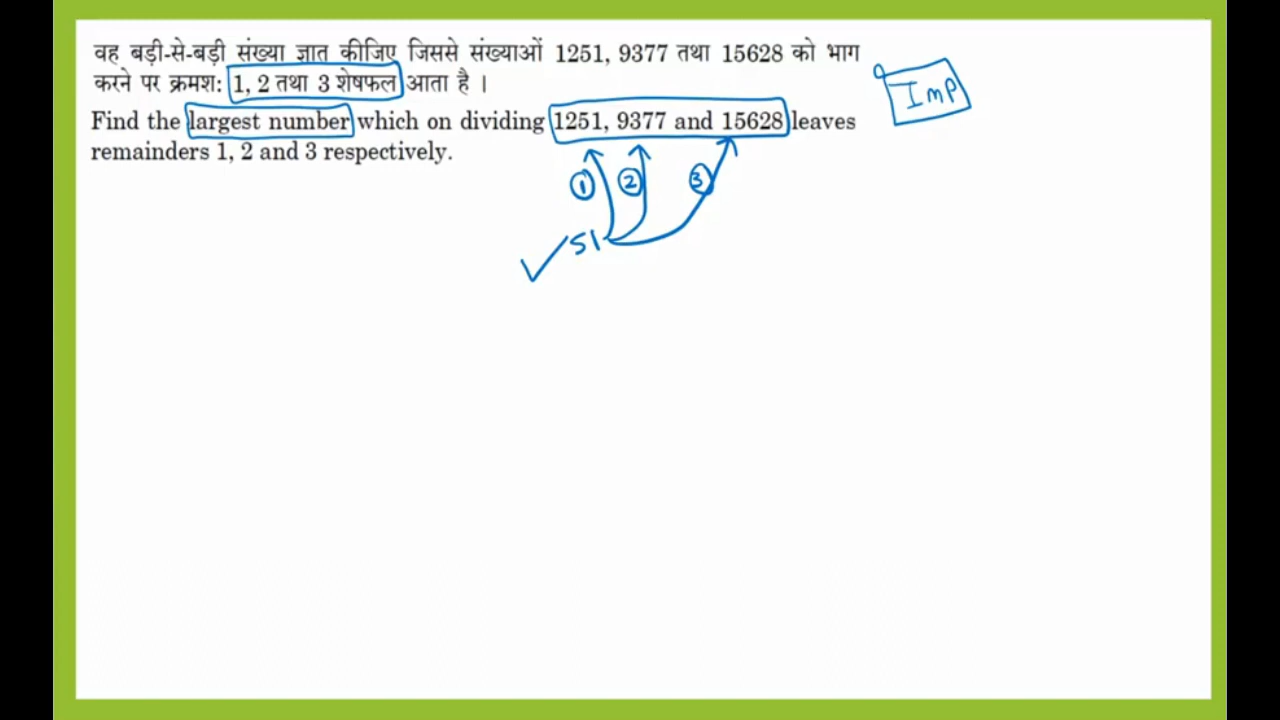 वह बड़ी-से-बड़ी संख्या ज्ञात कीजिए जिससे संख्याओं 1251, 9377 तथा 15628 को भाग
करने पर क्रमश: 1, 2 तथा 3 शेषफल आता है ।
Imp
Find the largest number which on dividing 1251, 9377 and 15628 leaves
remainders 1, 2 and 3 respectively.
1 2 3